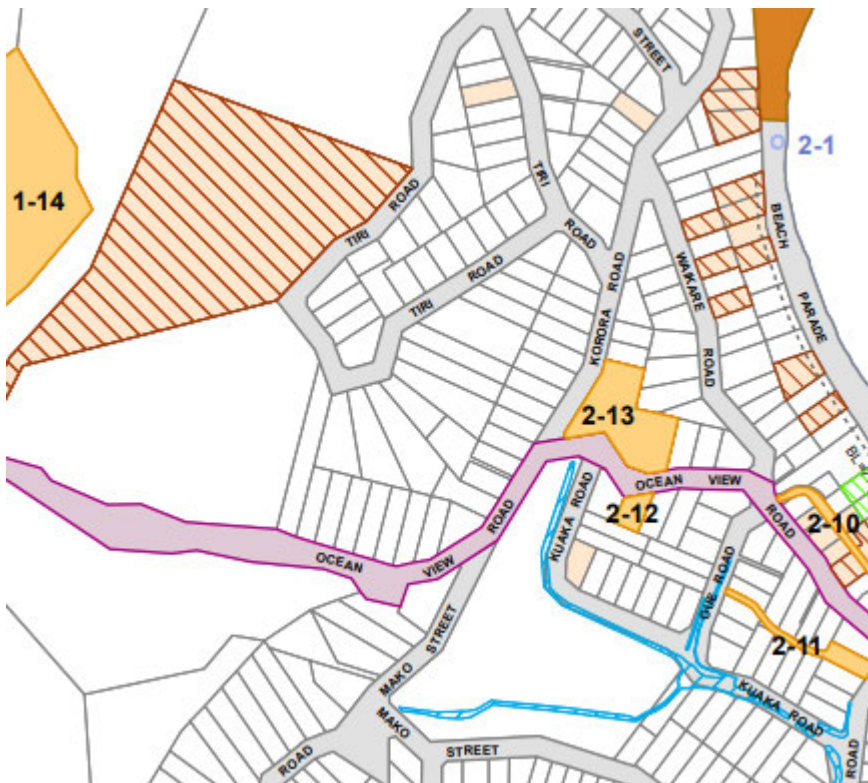 STREET
2-1
1-14
TIRI
ROAD
TIRI
ROAD
BEACH
PARADE
TIRI
ROAD
WAIKARE
ROAD
KORORA
ROAD
2-13
OCEAN
VIEW
ROAD
2-12
2-10
KUAKA
ROAD
OCEAN
VIEW
ROAD
ROAD
2-11
MAKO
STREET
KUAKA
ROAD
MAKO
STREET
ROAD
ROAD